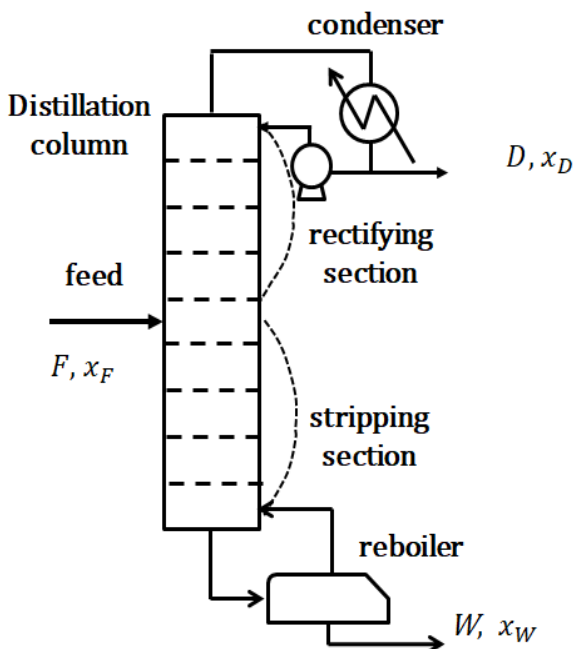 condenser
Distillation
column
D, x_D
rectifying
section
feed
F, x_F
stripping
section
reboiler
W, x_W